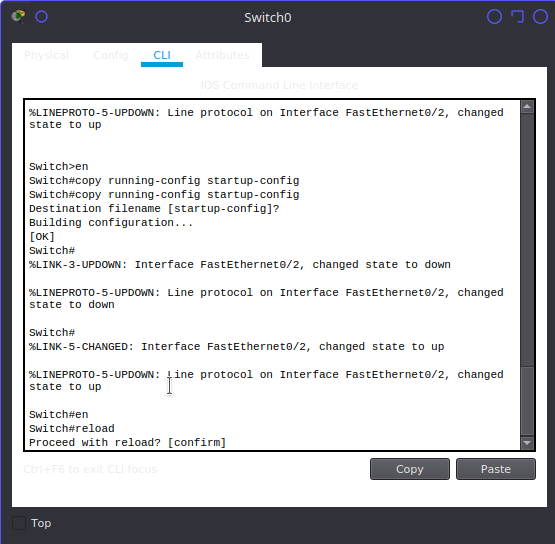 Switch0
Physical Config CLI Attributes
IOS Command Line Interface
%LINEPROTO-5-UPDOWN: Line protocol on Interface FastEthernet0/2, changed
state to up
Switch>en
Switch#copy running-config startup-config
Switch#copy running-config startup-config
Destination filename [startup-config]?
Building configuration...
[OK]
Switch#
%LINK-3-UPDOWN: Interface FastEthernet0/2, changed state to down
%LINEPROTO-5-UPDOWN: Line protocol on Interface FastEthernet0/2, changed
state to down
Switch#
%LINK-5-CHANGED: Interface FastEthernet0/2, changed state to up
%LINEPROTO-5-UPDOWN: Line protocol on Interface FastEthernet0/2, changed
state to up
Switch#en
Switch#reload
Proceed with reload? [confirm]
Ctrl+F6 to exit CLI focus
Copy Paste
Top